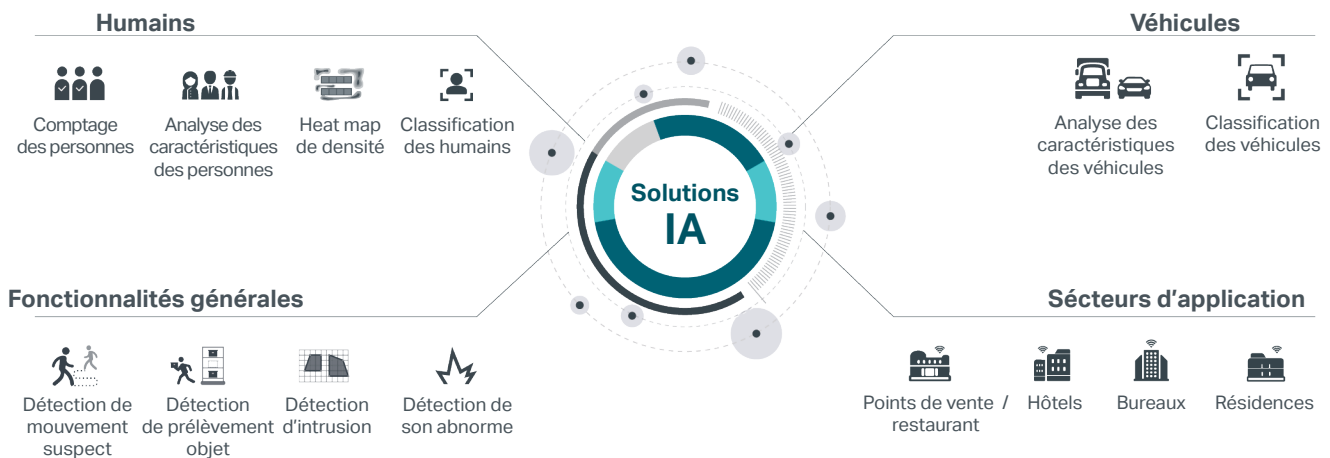 Humains
Comptage
des personnes
Analyse des
caractéristiques
des personnes
Heat map
de densité
Classification
des humains
Véhicules
Analyse des
caractéristiques
des véhicules
Classification
des véhicules
Solutions
IA
Fonctionnalités générales
Détection de
mouvement
suspect
Détection
de prélèvement
objet
Détection
d'intrusion
Détection de
son abnorme
Sécteurs d'application
Points de vente /
restaurant
Hôtels
Bureaux
Résidences